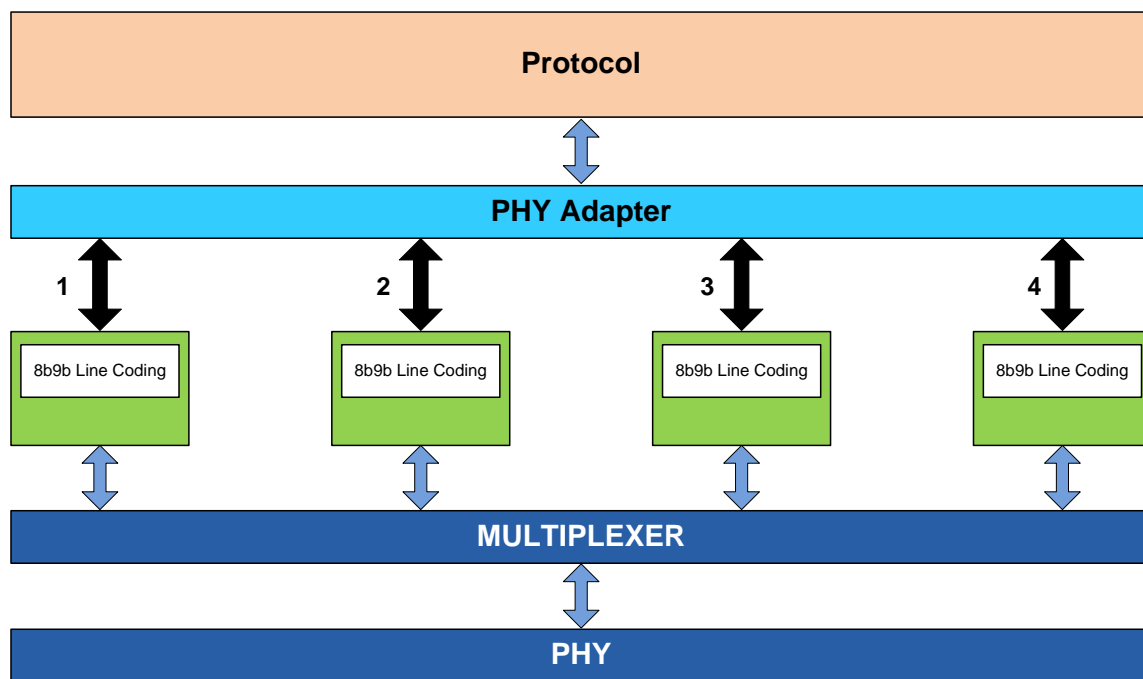 Protocol
PHY Adapter
1 2 3 4
8b9b Line Coding 8b9b Line Coding 8b9b Line Coding 8b9b Line Coding
MULTIPLEXER
PHY